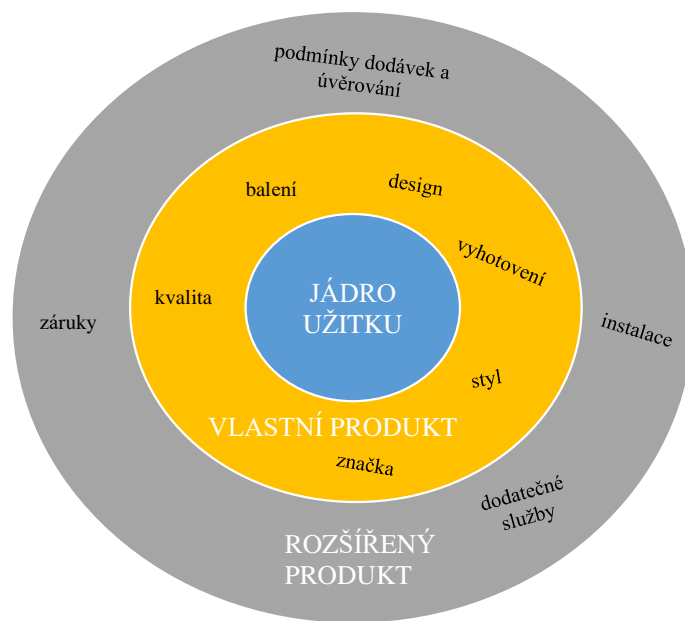 podmínky dodávek a
úvěrování
balení
design
vyhotovení
kvalita
JÁDRO
UŽITKU
záruky
instalace
styl
VLASTNÍ PRODUKT
značka
dodatečné
služby
ROZŠÍŘENÝ
PRODUKT